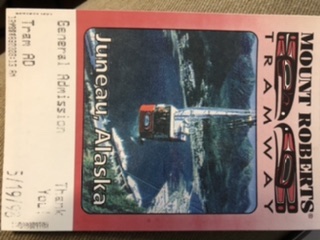 MOUNT ROBERTS®
TRAMWAY
Juneau, Alaska
General Admission
Thank
You!
Tram AD